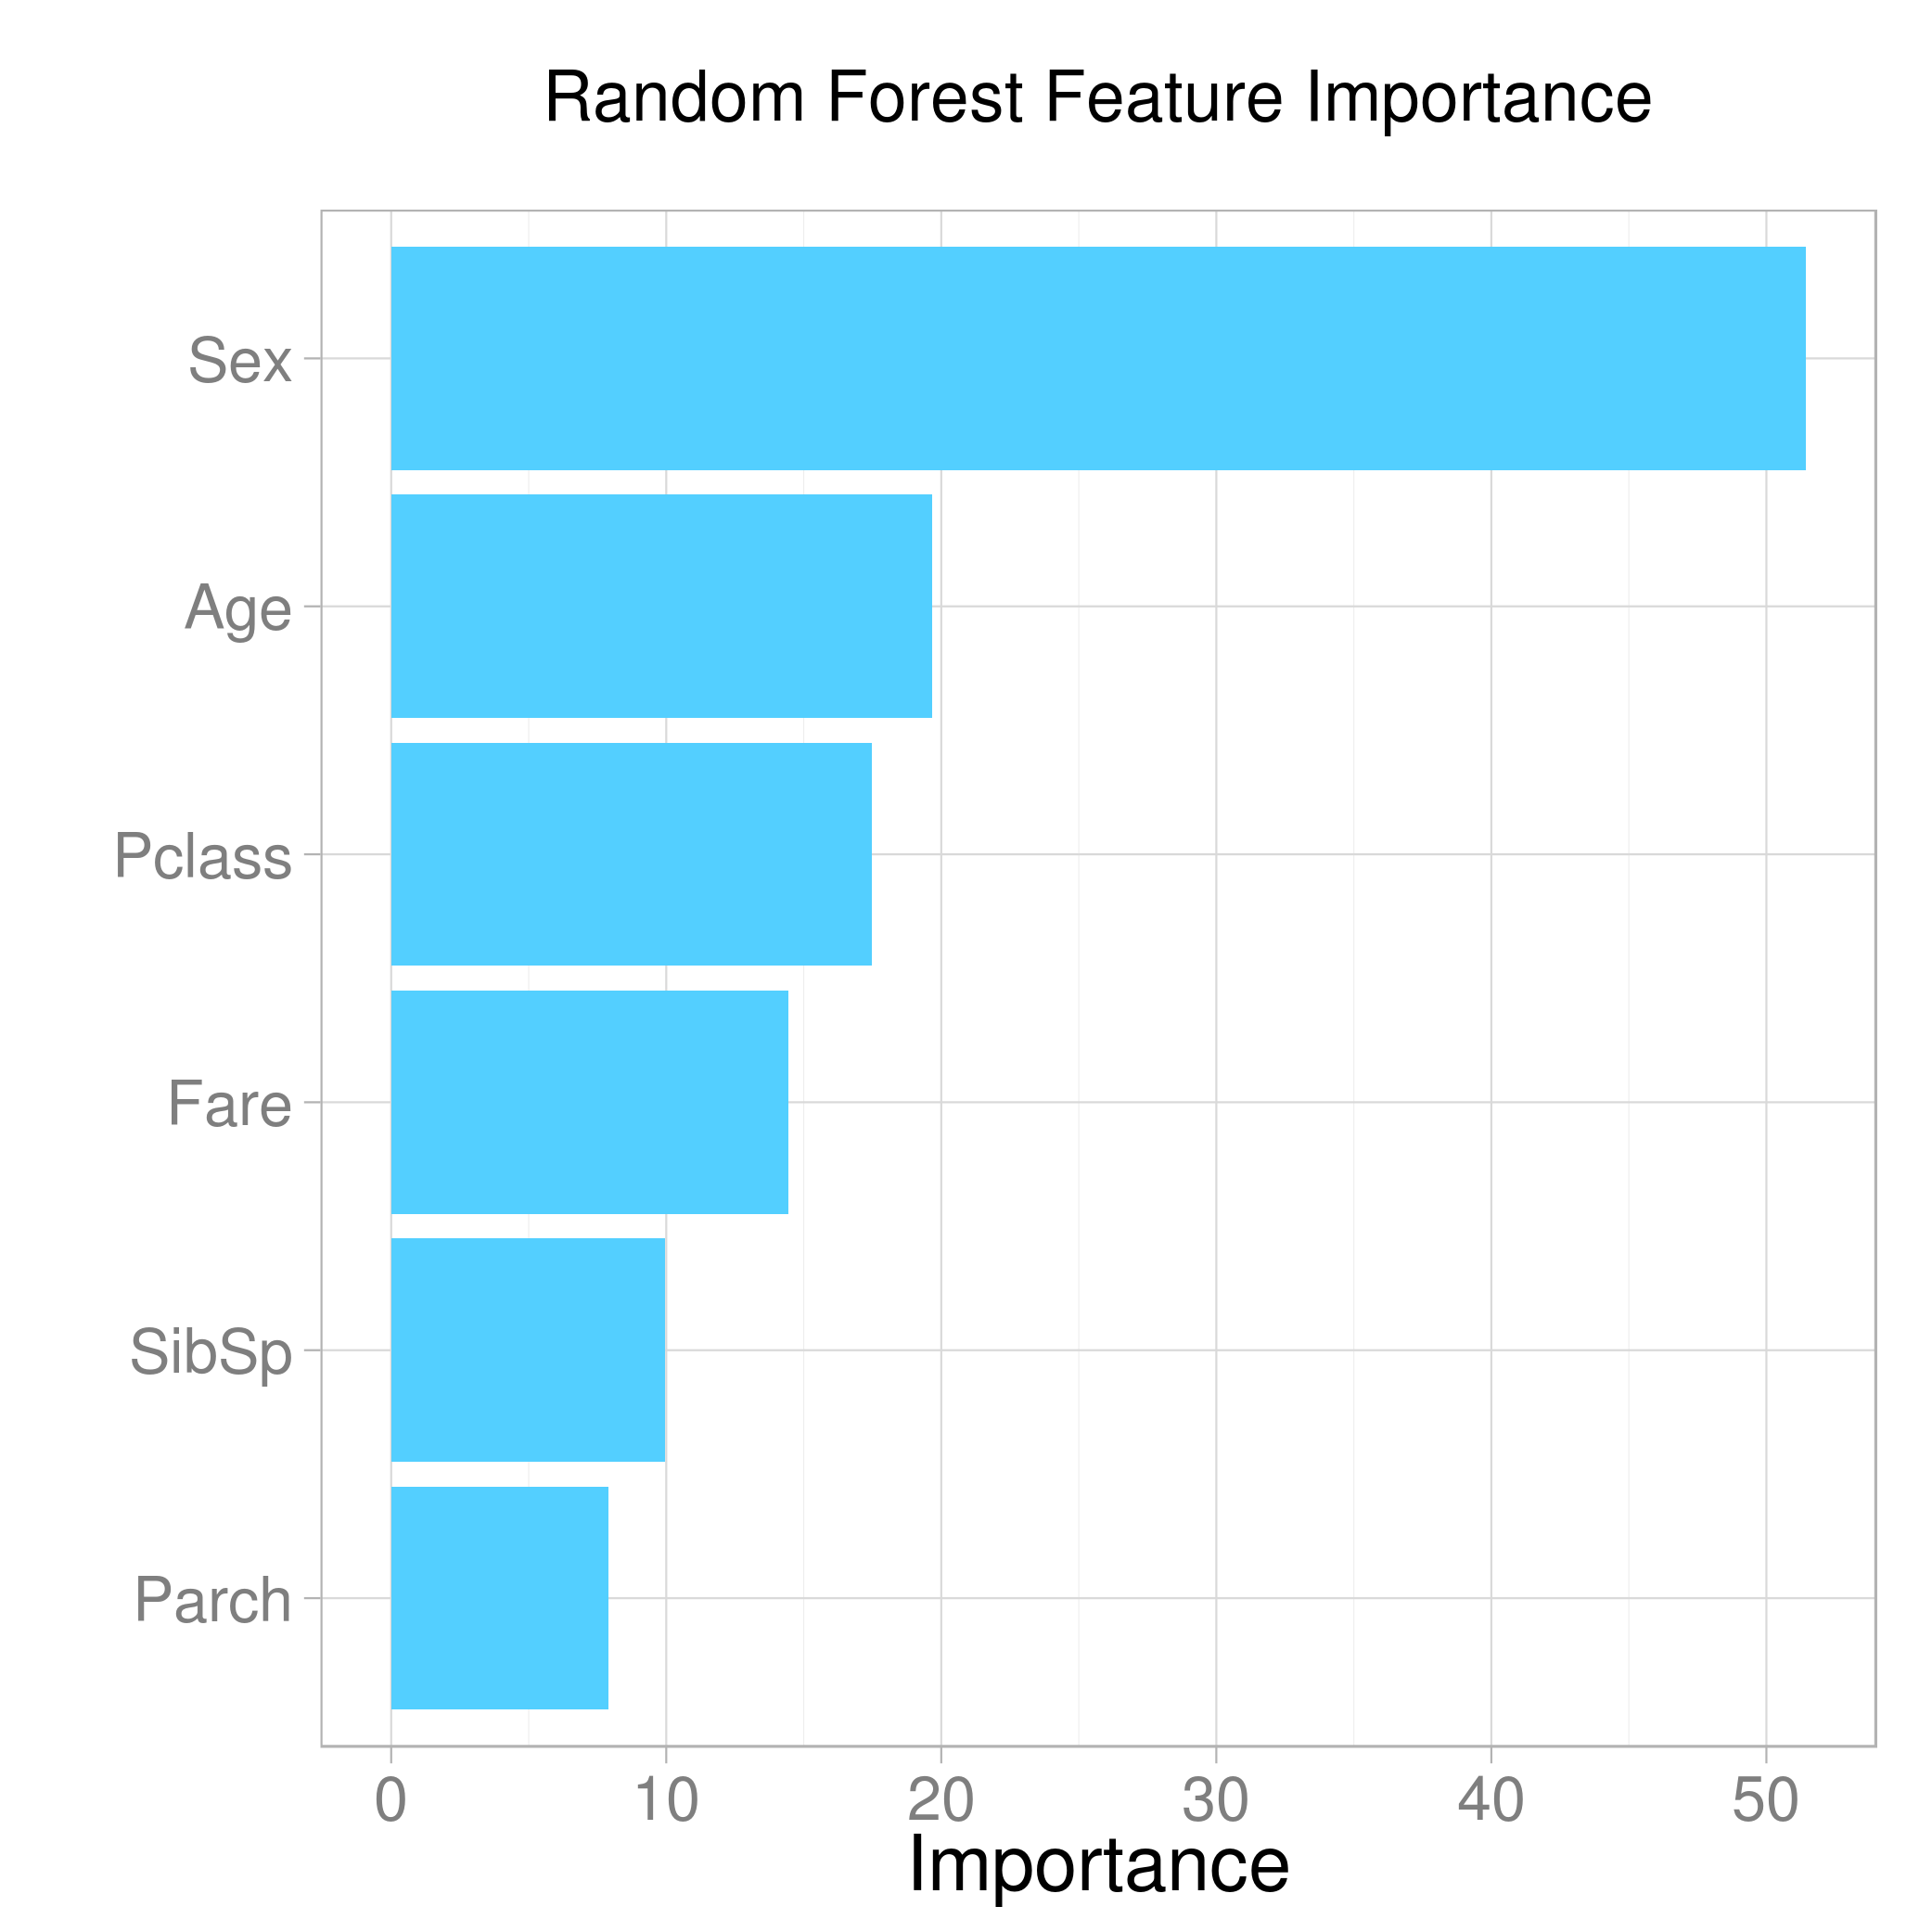 Random Forest Feature Importance
Sex
Age
Pclass
Fare
SibSp
Parch
0 10 20 30 40 50
Importance